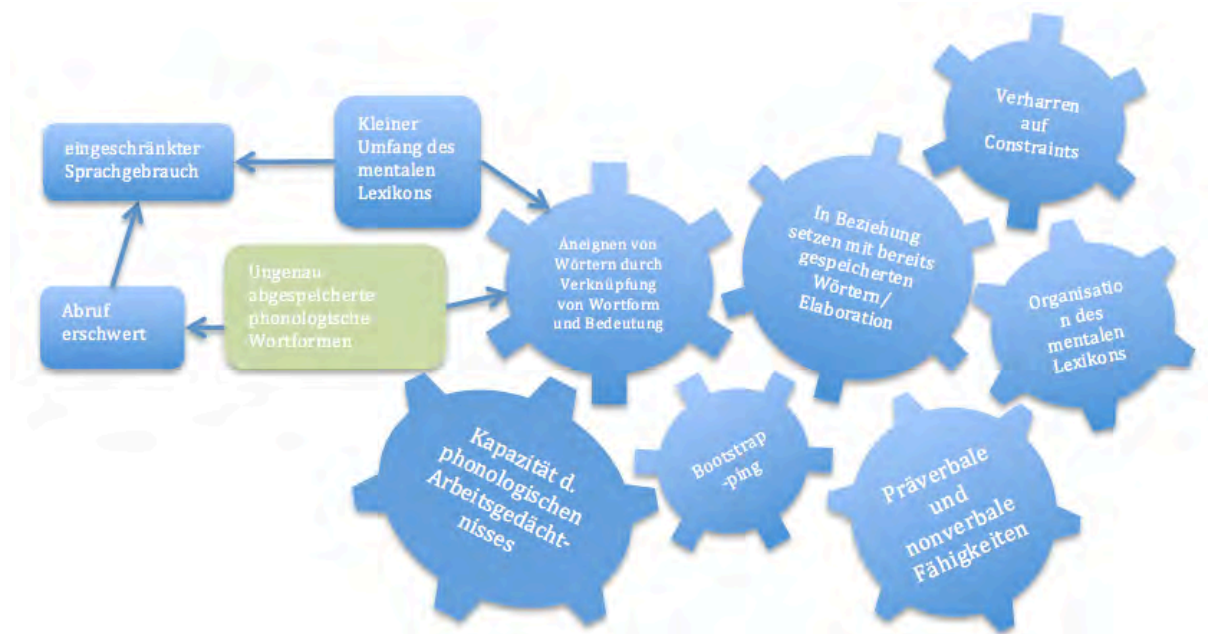 eingeschränkter
Sprachgebrauch
Kleiner
Umfang des
mentalen
Lexikons
Ungenau
abgespeicherte
phonologische
Wortformen
Abruf
erschwert
Aneignen von
Wörtern durch
Verknüpfung
von Wortform
und Bedeutung
In Beziehung
setzen mit bereits
gespeicherten
Wörtern/
Elaboration
Verharren
auf
Constraints
Organisatio
n des
mentalen
Lexikons
Kapazität d.
phonologischen
Arbeitsgedächt-
nisses
Bootstrap
-ping
Präverbale
und
nonverbale
Fähigkeiten